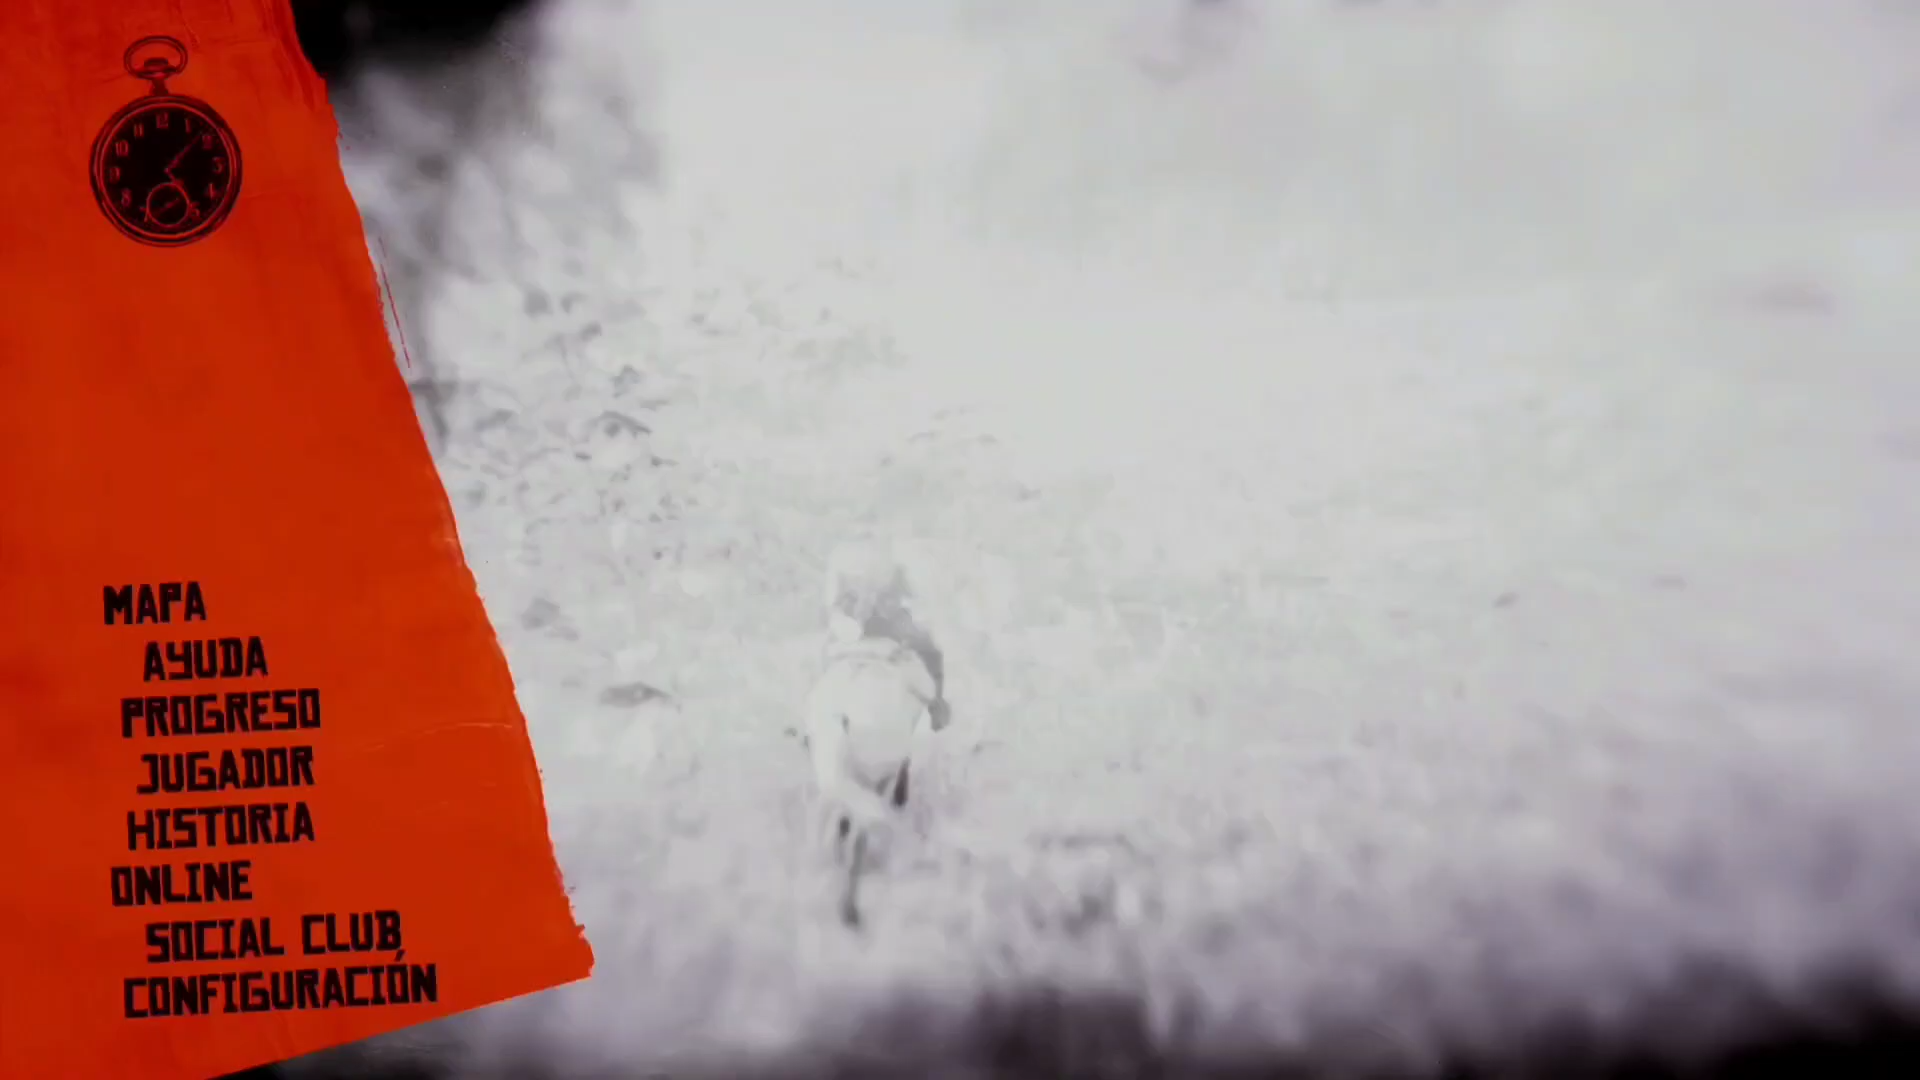 MAPA
AYUDA
PROGRESO
JUGADOR
HISTORIA
ONLINE
SOCIAL CLUB
CONFIGURACIÓN